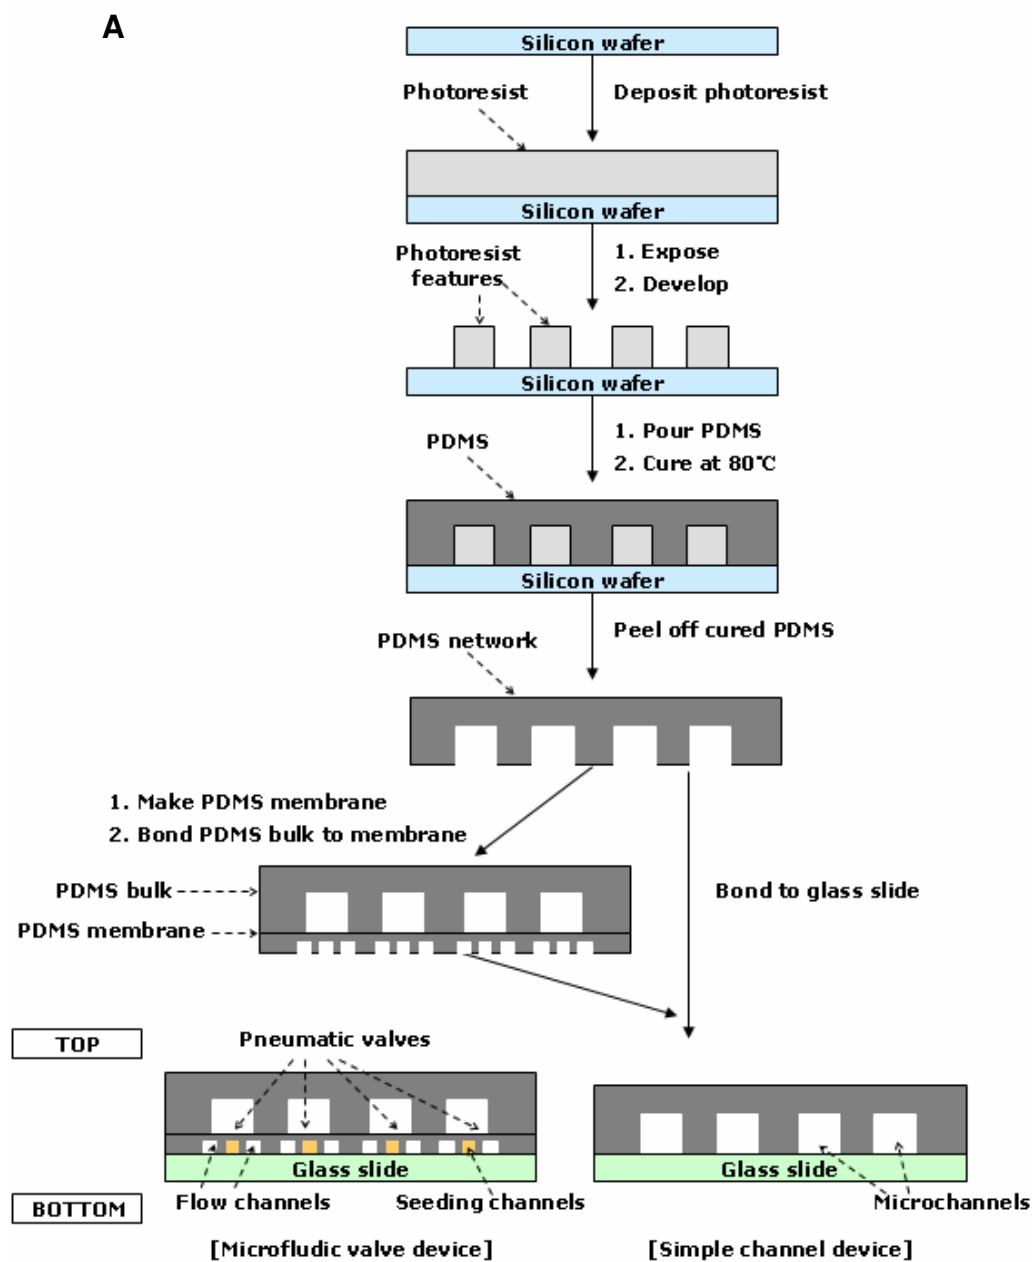 A
Silicon wafer
Photoresist
Deposit photoresist
Silicon wafer
Photoresist
features
1. Expose
2. Develop
Silicon wafer
PDMS
1. Pour PDMS
2. Cure at 80℃
Silicon wafer
PDMS network
Peel off cured PDMS
1. Make PDMS membrane
2. Bond PDMS bulk to membrane
PDMS bulk
PDMS membrane
Bond to glass slide
TOP
Pneumatic valves
Glass slide
Glass slide
BOTTOM
Flow channels
Seeding channels
Microchannels
[Microfludic valve device]
[Simple channel device]